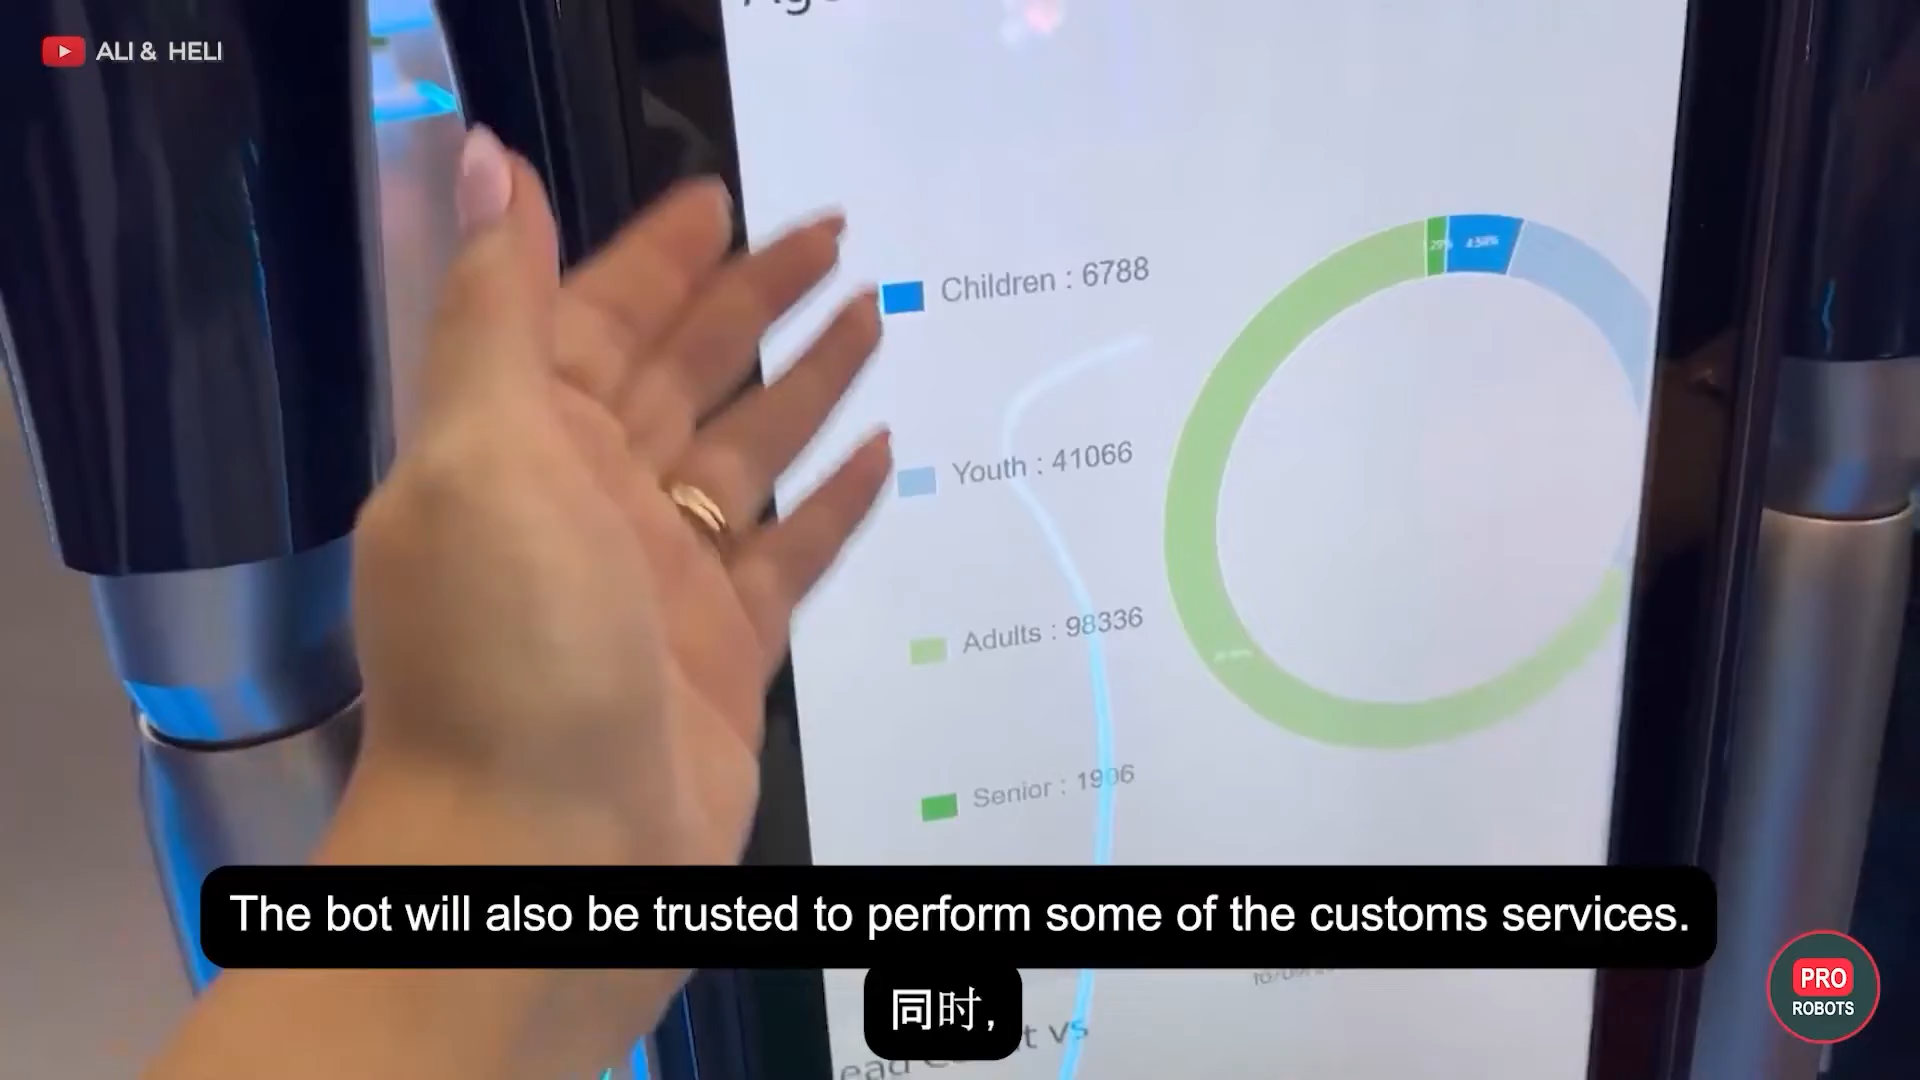 ALI & HELI
Children : 6788
Youth : 41066
Adults : 98336
Senior : 1906
The bot will also be trusted to perform some of the customs services.
同时,
vs
PRO
ROBOTS